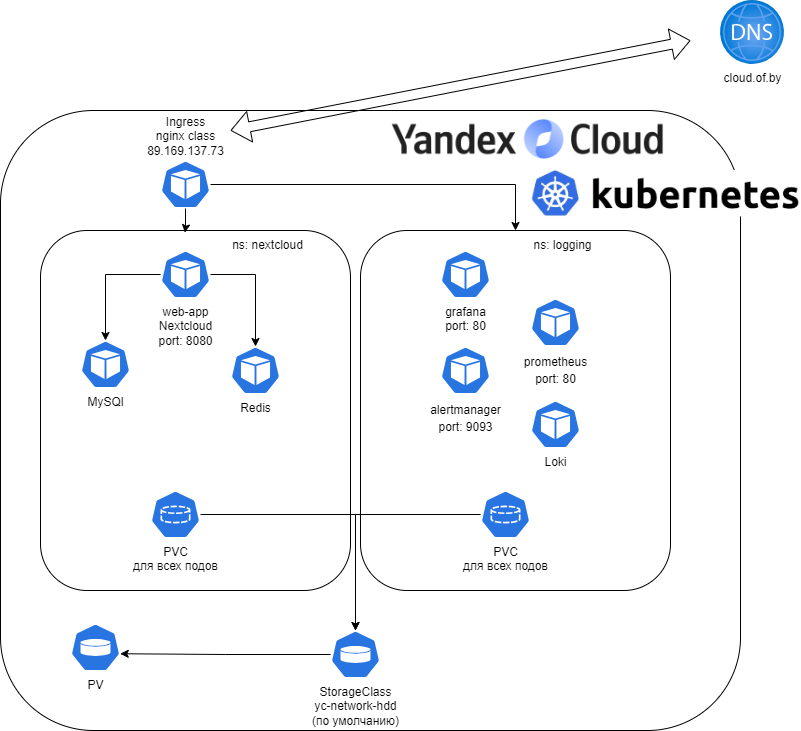 DNS
cloud.of.by
Ingress
nginx class
89.169.137.73
Yandex Cloud
kubernetes
ns: nextcloud
ns: logging
web-app
Nextcloud
port: 8080
grafana
port: 80
prometheus
port: 80
MySQl
Redis
alertmanager
port: 9093
Loki
PVC
для всех подов
PVC
для всех подов
PV
StorageClass
yc-network-hdd
(по умолчанию)